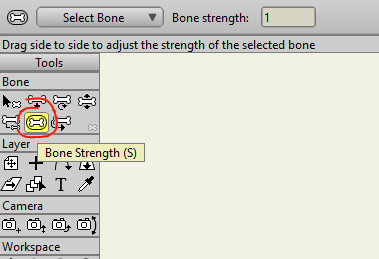 Select Bone
Bone strength:
1
Drag side to side to adjust the strength of the selected bone
Tools
Bone
Layer
Bone Strength (S)
T
Camera
Workspace